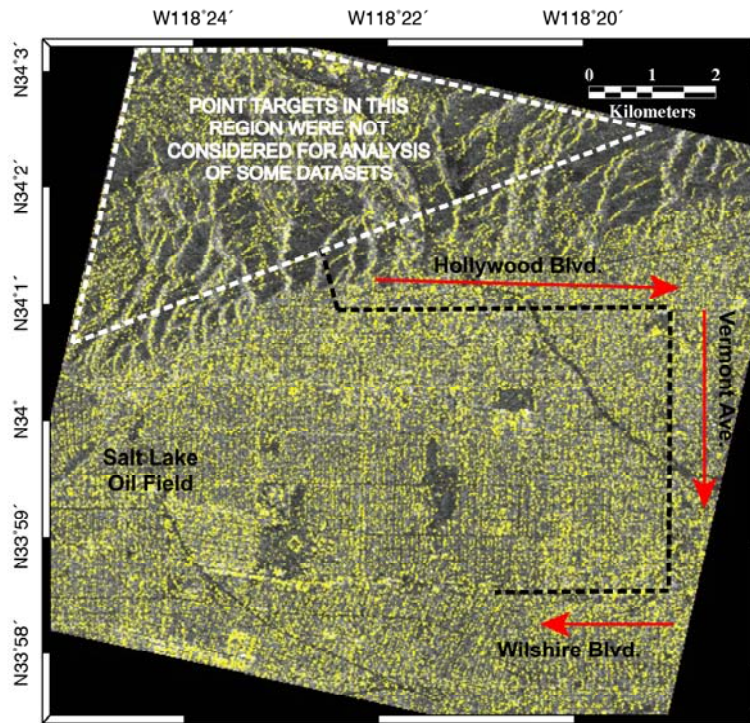 W118°24´ W118°22´ W118°20´
N34°3´
0 1 2
Kilometers
POINT TARGETS IN THIS
REGION WERE NOT
CONSIDERED FOR ANALYSIS
OF SOME DATASETS
N34°2´
Hollywood Blvd.
N34°1´
Vermont Ave.
N34°
Salt Lake
Oil Field
N33°59´
Wilshire Blvd.
N33°58´